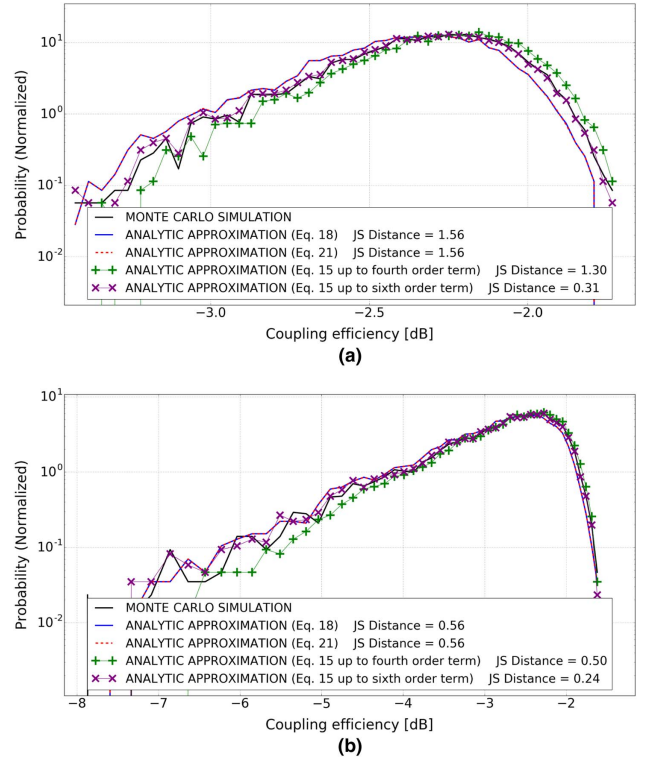 10^1
10^0
10^-1
10^-2
Probability (Normalized)
MONTE CARLO SIMULATION
ANALYTIC APPROXIMATION (Eq. 18) JS Distance = 1.56
ANALYTIC APPROXIMATION (Eq. 21) JS Distance = 1.56
ANALYTIC APPROXIMATION (Eq. 15 up to fourth order term) JS Distance = 1.30
ANALYTIC APPROXIMATION (Eq. 15 up to sixth order term) JS Distance = 0.31
−3.0 −2.5 −2.0
Coupling efficiency [dB]
(a)
10^1
10^0
10^-1
10^-2
Probability (Normalized)
MONTE CARLO SIMULATION
ANALYTIC APPROXIMATION (Eq. 18) JS Distance = 0.56
ANALYTIC APPROXIMATION (Eq. 21) JS Distance = 0.56
ANALYTIC APPROXIMATION (Eq. 15 up to fourth order term) JS Distance = 0.50
ANALYTIC APPROXIMATION (Eq. 15 up to sixth order term) JS Distance = 0.24
−8 −7 −6 −5 −4 −3 −2
Coupling efficiency [dB]
(b)